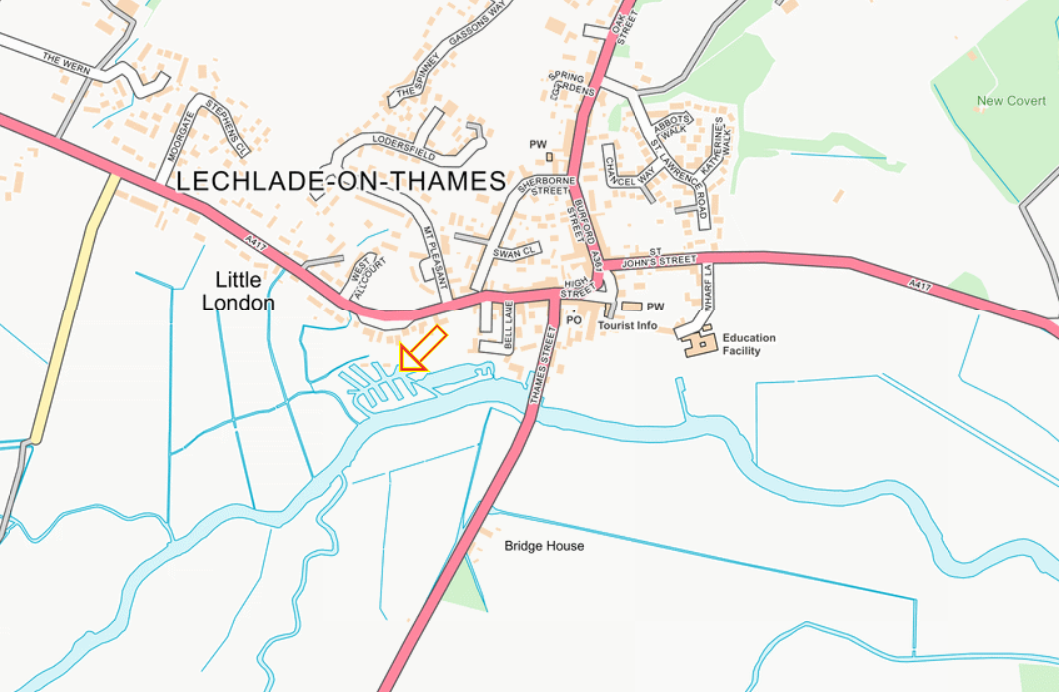 OAK
STREET
GASSONS WAY
THE SPINNEY
THE WERN
SPRING
GARDENS
New Covert
MOORGATE
STEPHENS CL
LODERSFIELD
PW
ABBOTS
WALK
KATHERINE'S
WALK
ST LAWRENCE ROAD
CHANCEL WAY
LECHLADE-ON-THAMES
SHERBORNE
STREET
BURFORD
STREET
A361
A417
MT PLEASANT
SWAN CL
WEST
ALLCOURT
ST
JOHN'S STREET
Little
London
HIGH
STREET
WHARF LA
A417
PW
PO
Tourist Info
BELL LANE
THAMES STREET
Education
Facility
Bridge House